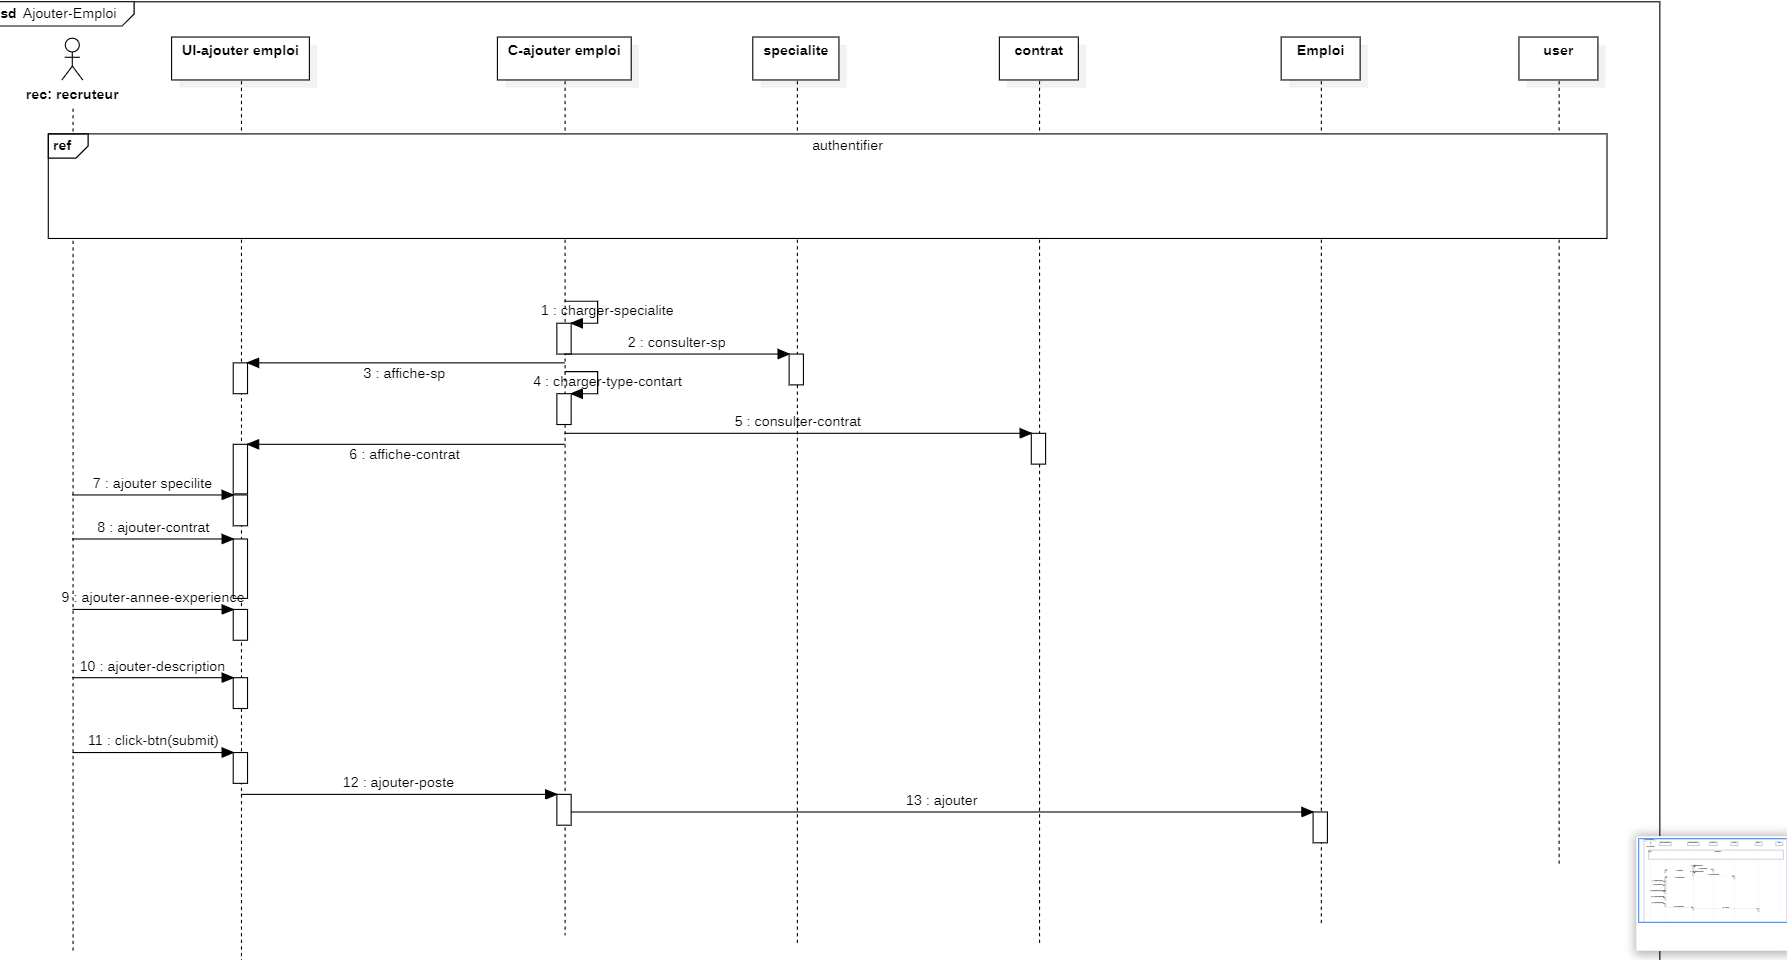 sd Ajouter-Emploi
rec: recruteur
UI-ajouter emploi
C-ajouter emploi
specialite
contrat
Emploi
user
ref
authentifier
1 : charger-specialite
2 : consulter-sp
3 : affiche-sp
4 : charger-type-contart
5 : consulter-contrat
6 : affiche-contrat
7 : ajouter specilite
8 : ajouter-contrat
9 : ajouter-annee-experience
10 : ajouter-description
11 : click-btn(submit)
12 : ajouter-poste
13 : ajouter